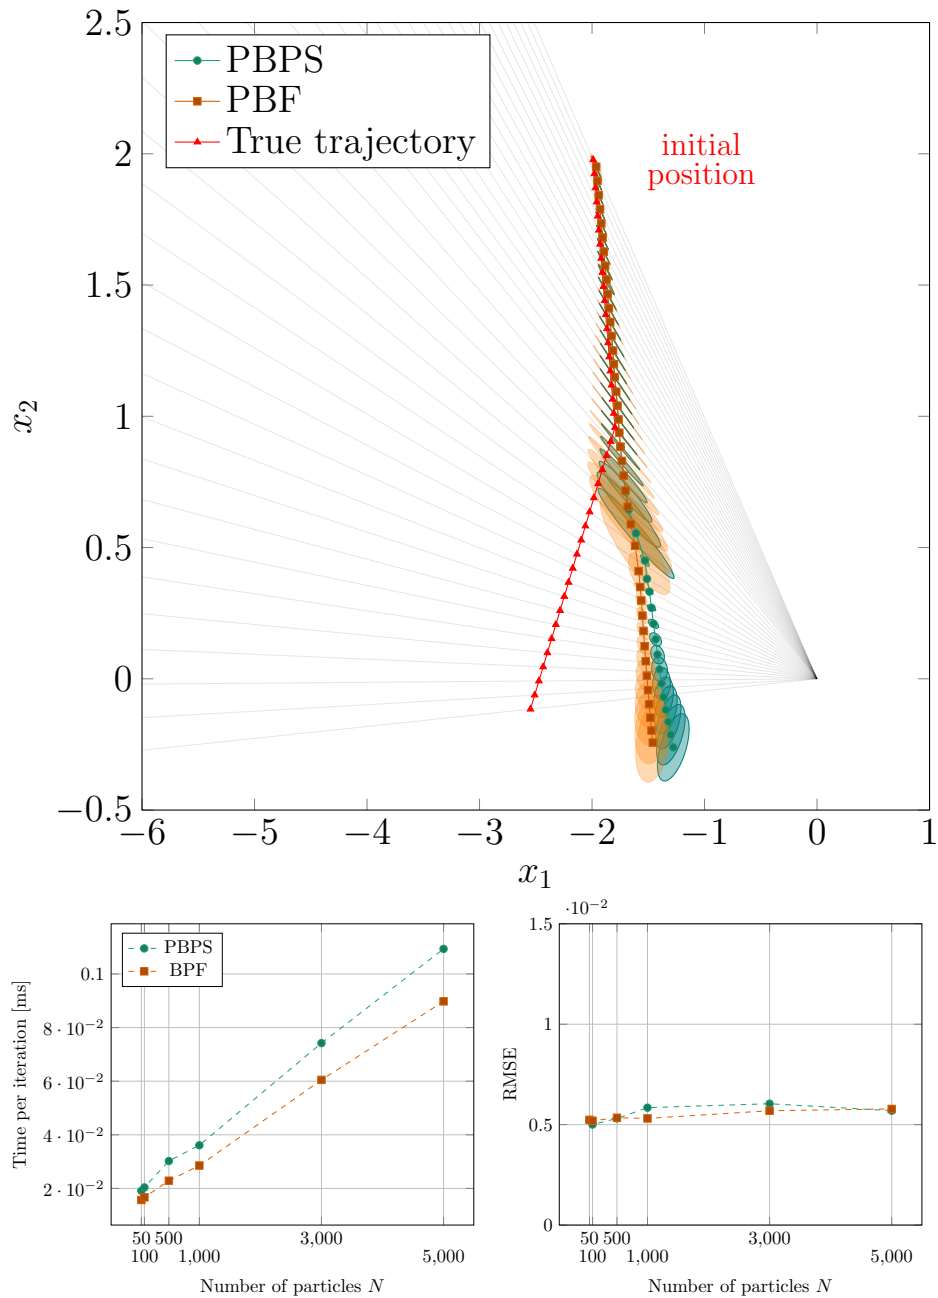 2.5
2
1.5
1
0.5
0
−0.5
x2
PBPS
PBF
True trajectory
initial
position
−6 −5 −4 −3 −2 −1 0 1
x1
0.1
8 · 10−2
6 · 10−2
4 · 10−2
2 · 10−2
Time per iteration [ms]
PBPS
BPF
50 500 3,000
100 1,000 5,000
Number of particles N
·10−2
1.5
1
0.5
0
RMSE
50 500 3,000
100 1,000 5,000
Number of particles N